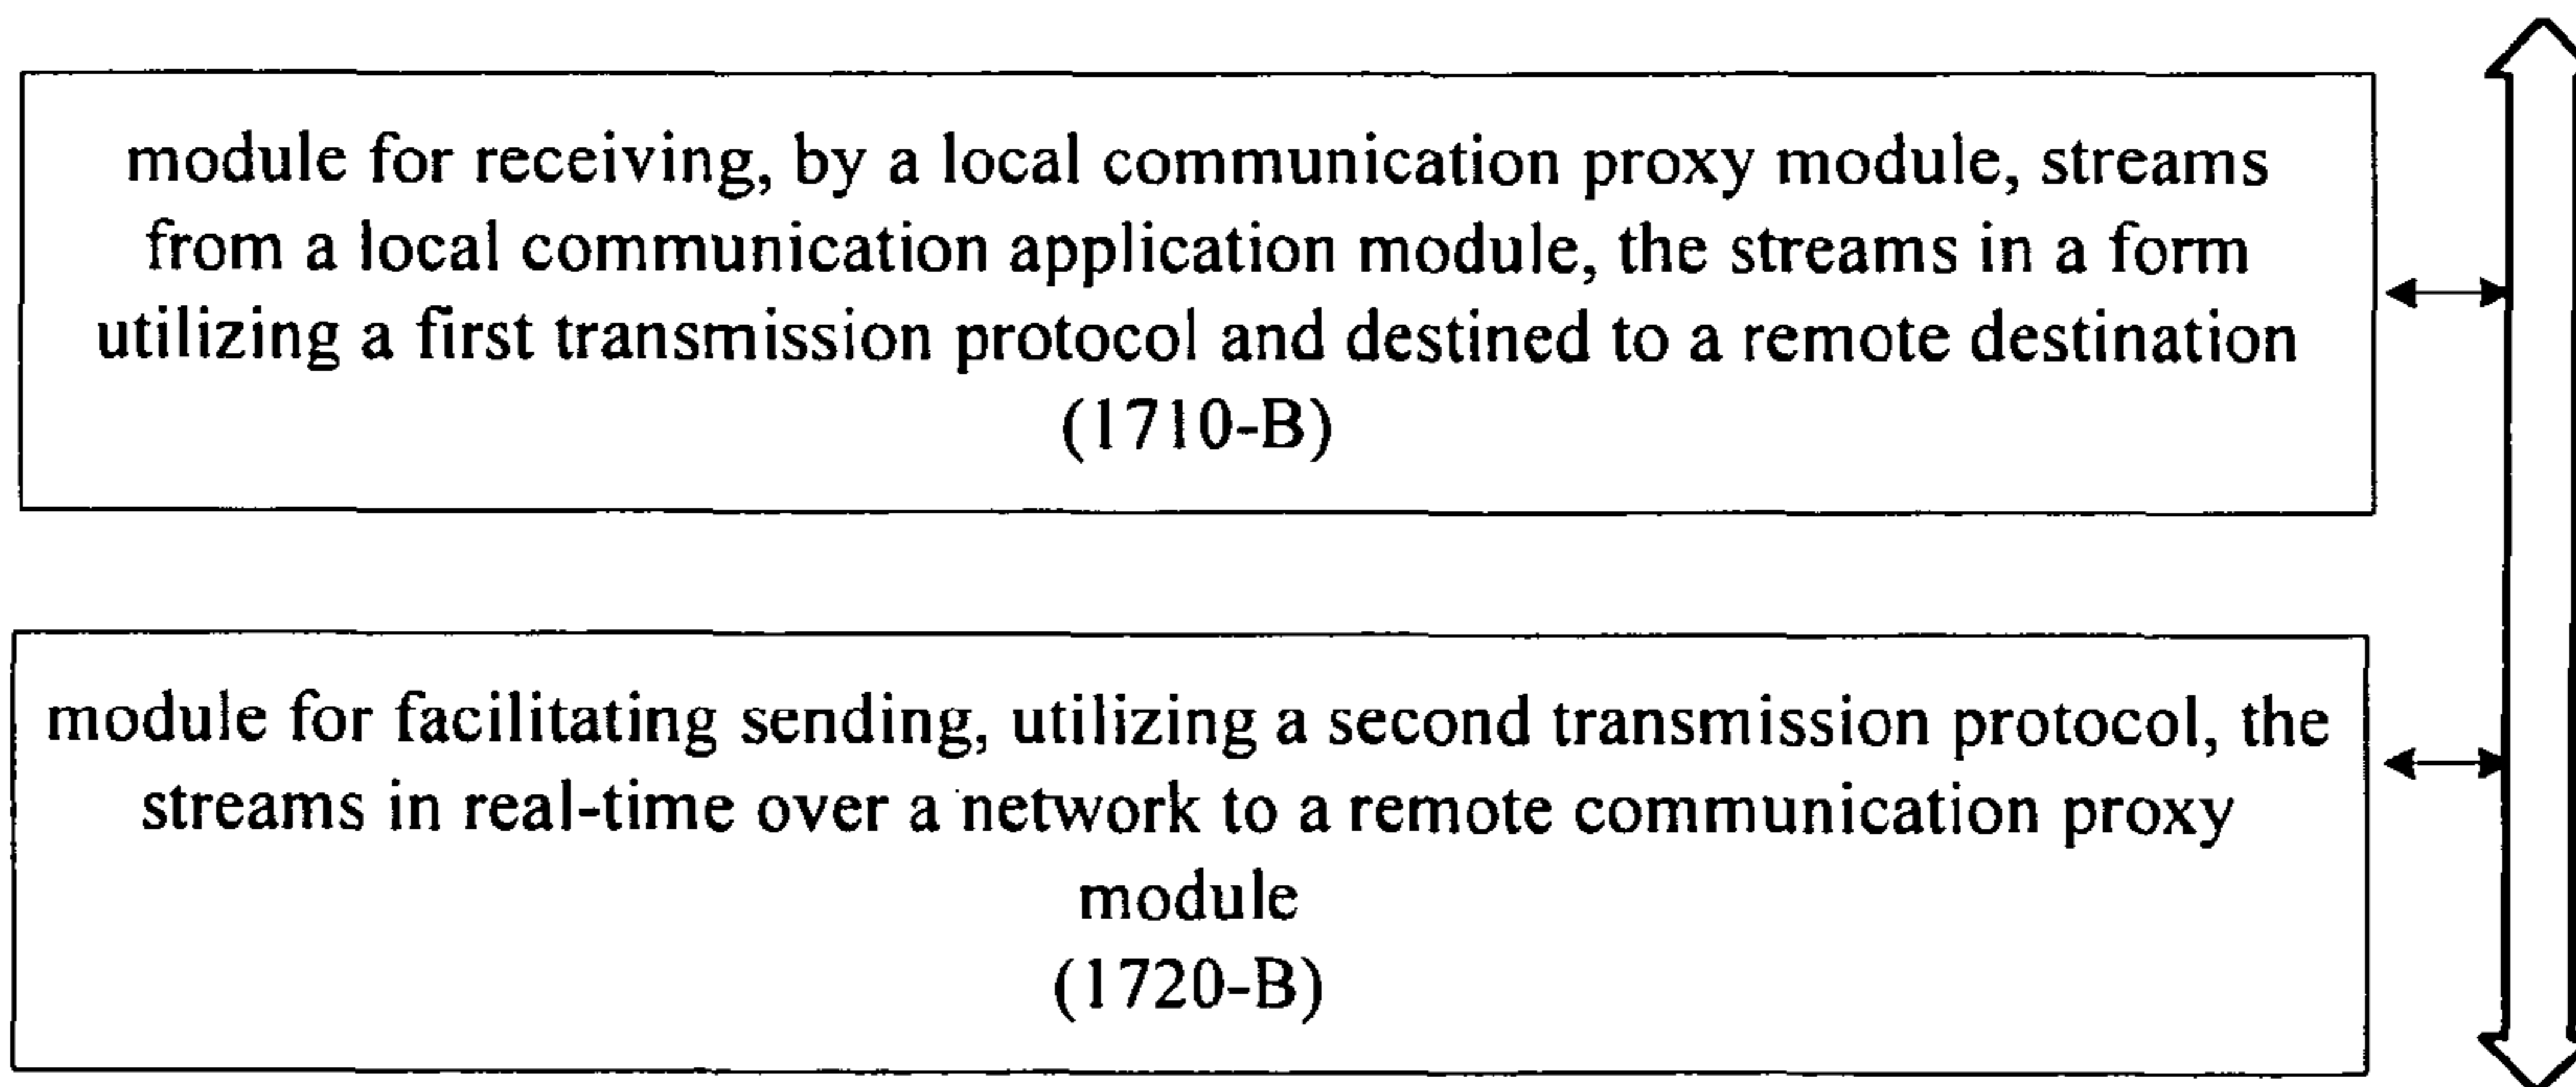 module for receiving, by a local communication proxy module, streams
from a local communication application module, the streams in a form
utilizing a first transmission protocol and destined to a remote destination
(1710-B)
module for facilitating sending, utilizing a second transmission protocol, the
streams in real-time over a network to a remote communication proxy
module
(1720-B)